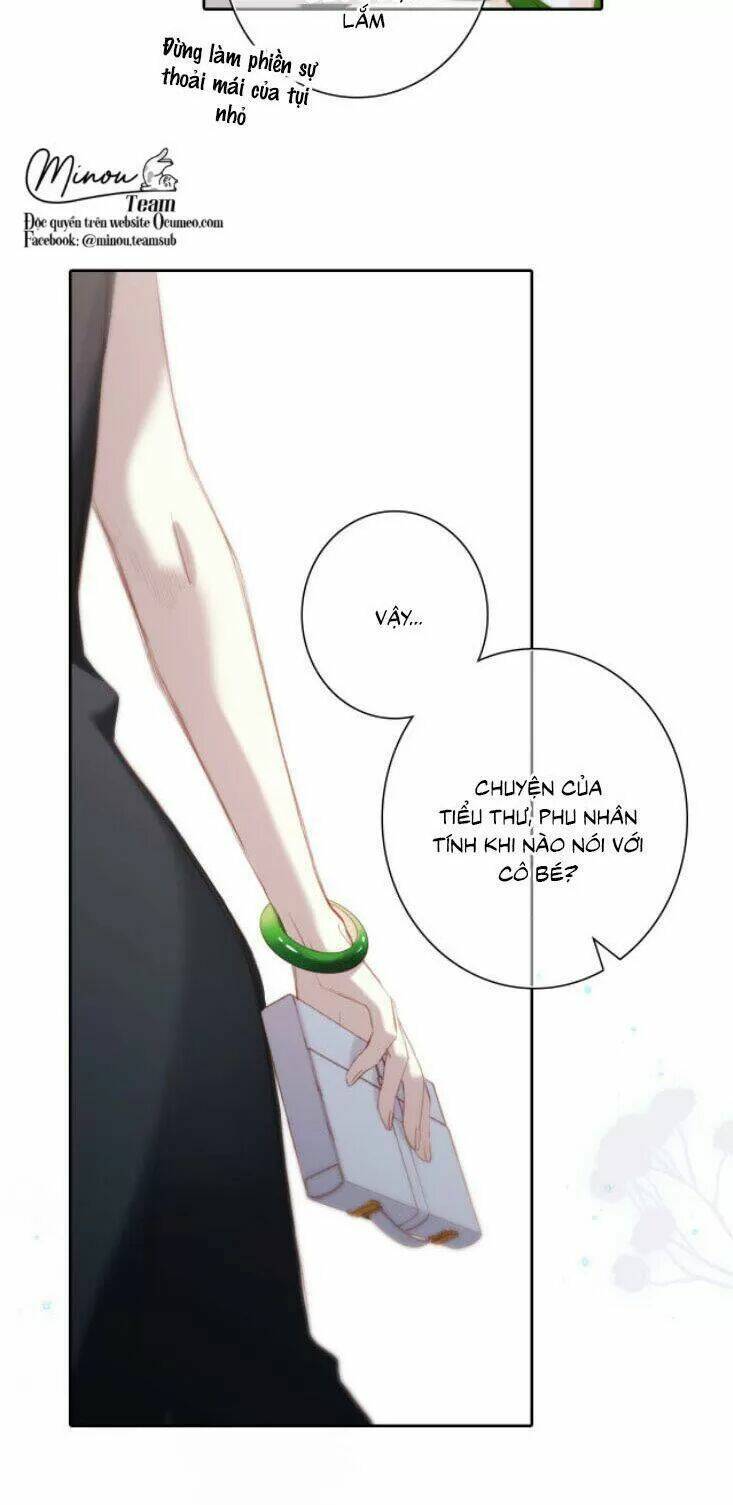 LẮM
Đừng làm phiền sự
thoải mái của tụi
nhỏ
Minou
Team
Độc quyền trên website Ocumeo.com
Facebook: @minou.teamsub
VẬY...
CHUYỆN CỦA
TIỂU THƯ, PHU NHÂN
TÍNH KHI NÀO NÓI VỚI
CÔ BÉ?